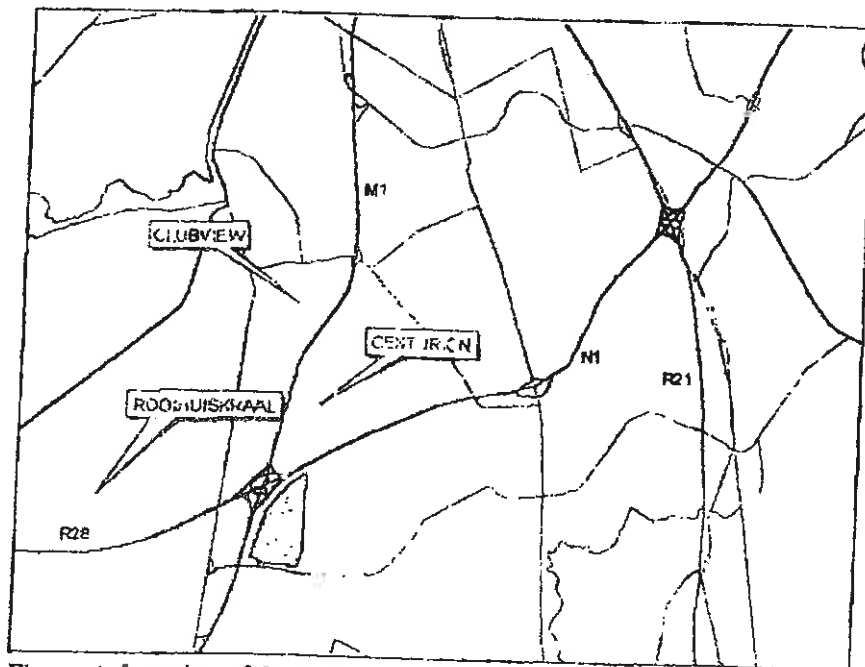 M1
CLUBVIEW
CENTURION
N1
R21
ROOIHUISKRAAL
R28